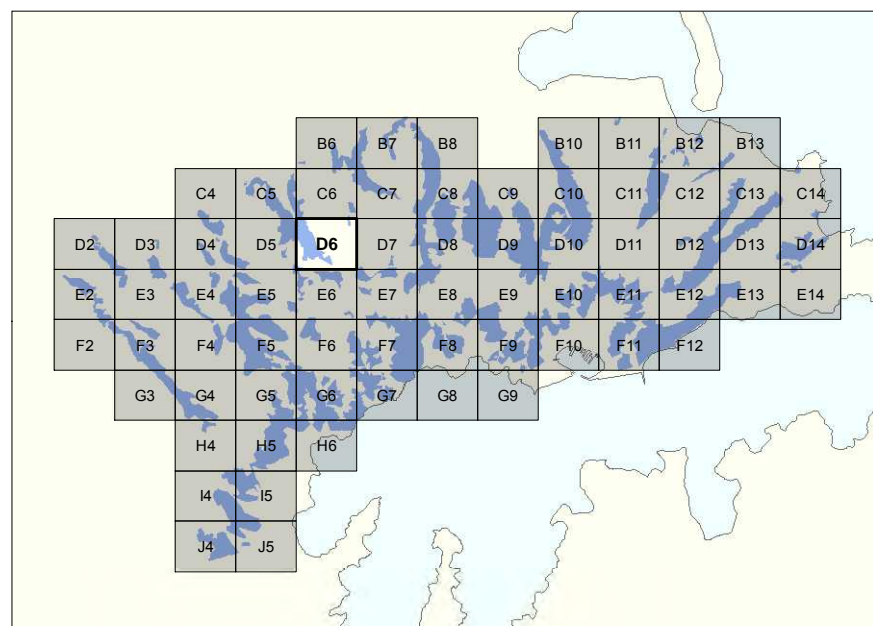 B6 B7 B8 B10 B11 B12 B13
C4 C5 C6 C7 C8 C9 C10 C11 C12 C13 C14
D2 D3 D4 D5 D6 D7 D8 D9 D10 D11 D12 D13 D14
E2 E3 E4 E5 E6 E7 E8 E9 E10 E11 E12 E13 E14
F2 F3 F4 F5 F6 F7 F8 F9 F10 F11 F12
G3 G4 G5 G6 G7 G8 G9
H4 H5 H6
I4 I5
J4 J5